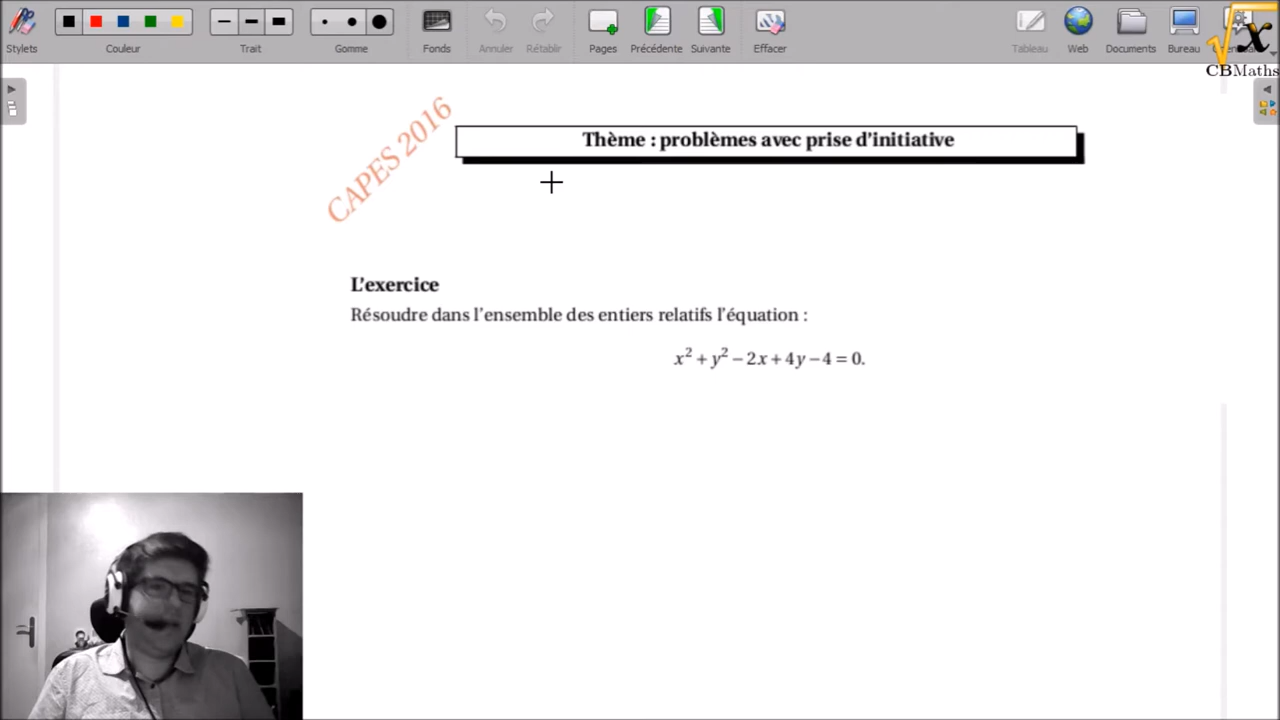 Stylets
Couleur
Trait
Gomme
Fonds
Annuler
Rétablir
Pages
Précédente
Suivante
Effacer
Tableau
Web
Documents
Bureau
CBMaths
CAPES 2016
Thème : problèmes avec prise d'initiative
L'exercice
Résoudre dans l'ensemble des entiers relatifs l'équation :
x² + y² − 2x + 4y − 4 = 0.